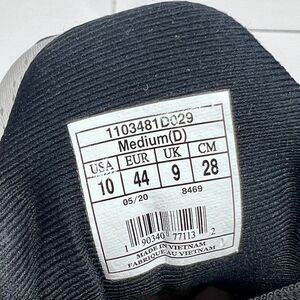 1103481D029
Medium(D)
USA EUR UK CM
10 44 9 28
05/20 8469
1 90340 77113 2
MADE IN VIETNAM
FABRIQUE AU VIETNAM